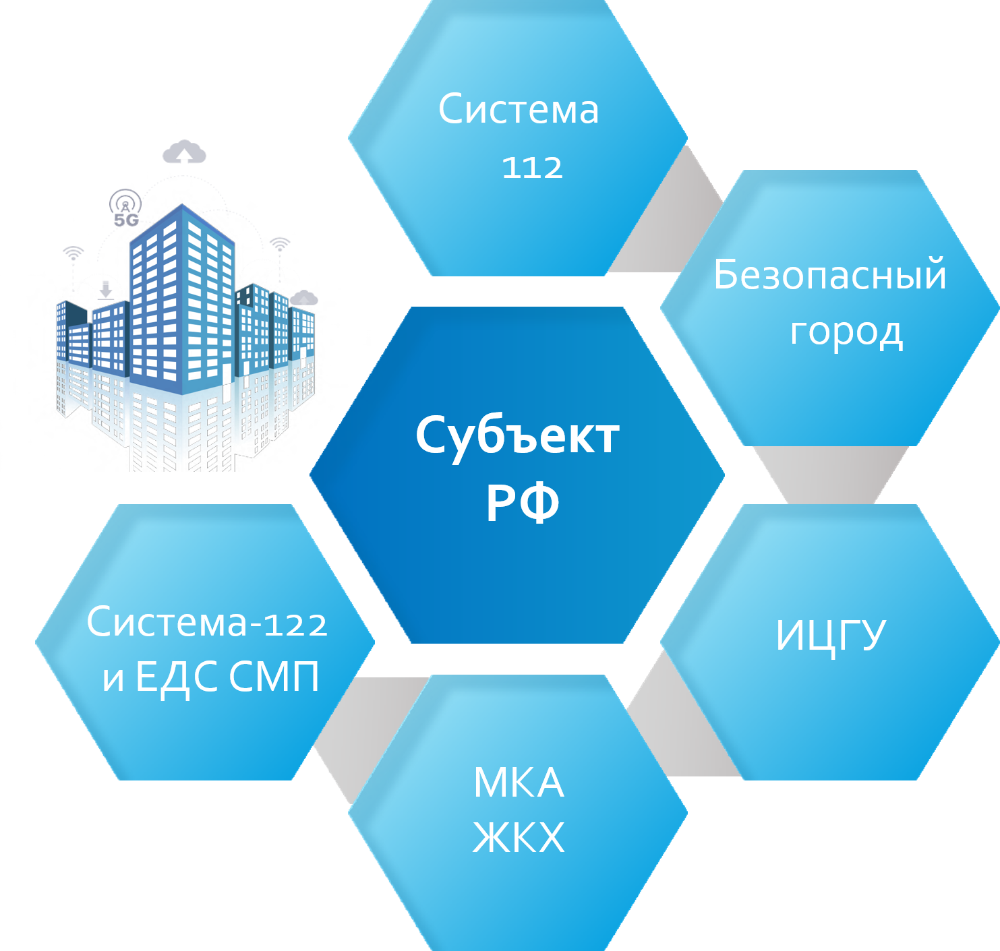 Система
112
Безопасный
город
5G
Субъект
РФ
Система-122
и ЕДС СМП
ИЦГУ
МКА
ЖКХ